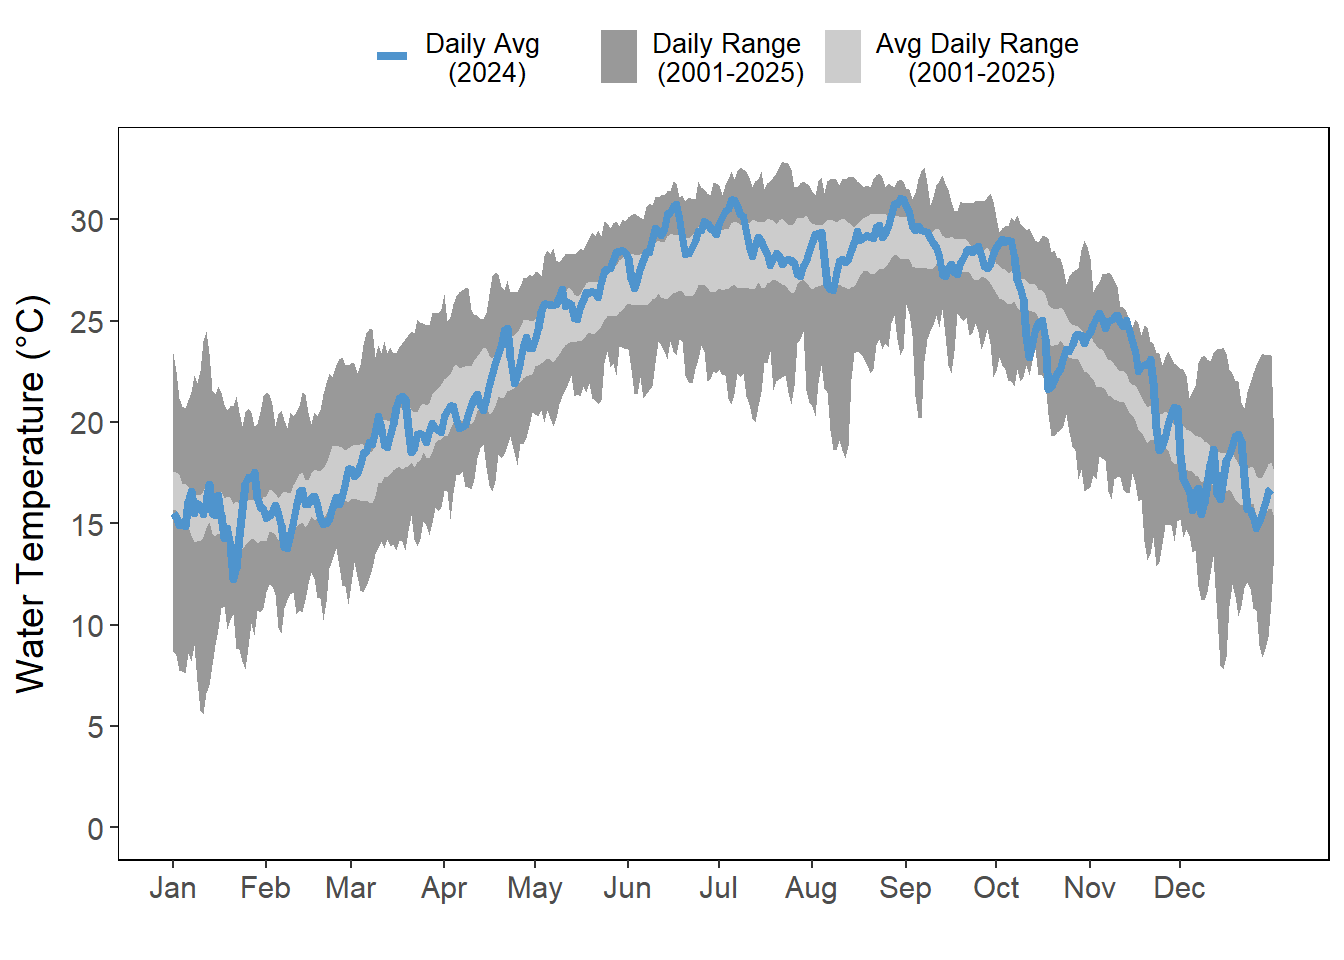 Daily Avg
(2024)
Daily Range
(2001-2025)
Avg Daily Range
(2001-2025)
Water Temperature (°C)
30
25
20
15
10
5
0
Jan Feb Mar Apr May Jun Jul Aug Sep Oct Nov Dec